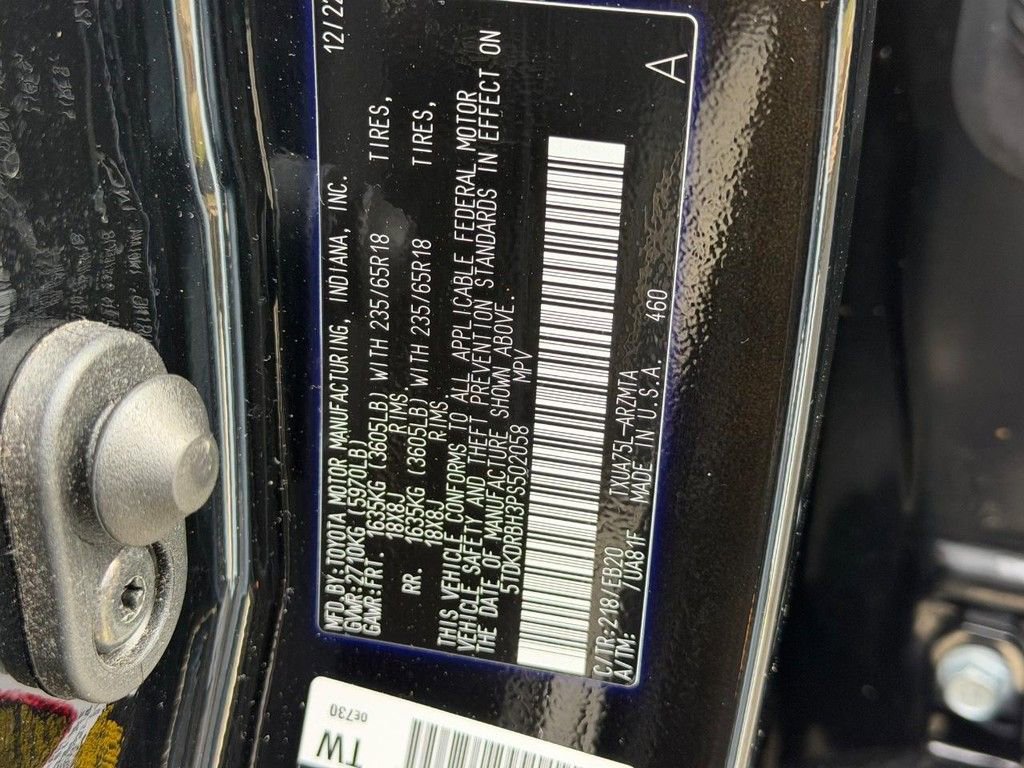 MFD.BY:TOYOTA MOTOR MANUFACTURING, INDIANA, INC. 12/22
GVWR:2210KG (5970LB)
GAWR:FRT. 1635KG (3605LB) WITH 235/65R18 TIRES,
18X8J RIMS,
RR. 1635KG (3605LB) WITH 235/65R18 TIRES,
18X8J RIMS,
THIS VEHICLE CONFORMS TO ALL APPLICABLE FEDERAL MOTOR
VEHICLE SAFETY AND THEFT PREVENTION STANDARDS IN EFFECT ON
THE DATE OF MANUFACTURE SHOWN ABOVE.
5TDKDRBH3PS502058 MPV
C/TR:218/EB20 TXUA75L-ARZMTA 460
A/TM: /UA81F MADE IN U.S.A.
A
0E730
TW